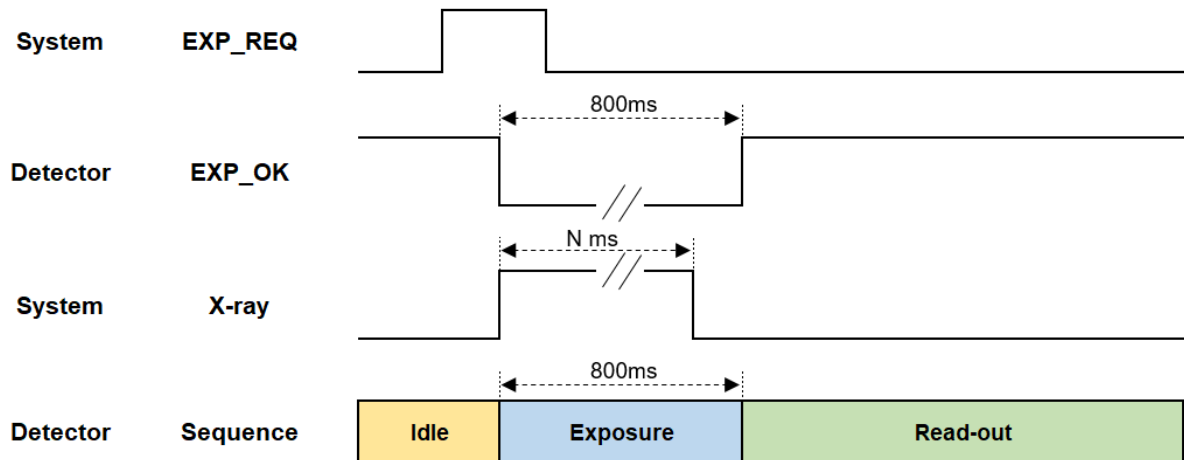 System EXP_REQ
800ms
Detector EXP_OK
N ms
System X-ray
800ms
Detector Sequence Idle Exposure Read-out